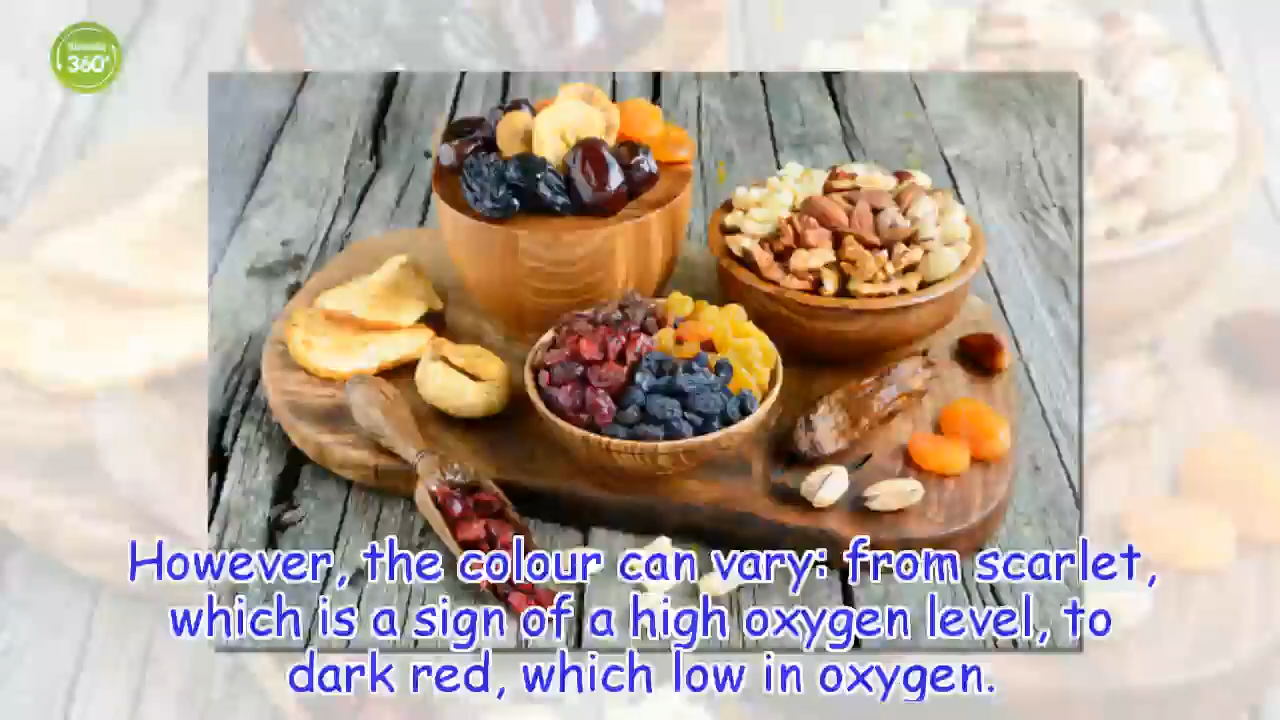 360°
However, the colour can vary: from scarlet,
which is a sign of a high oxygen level, to
dark red, which low in oxygen.